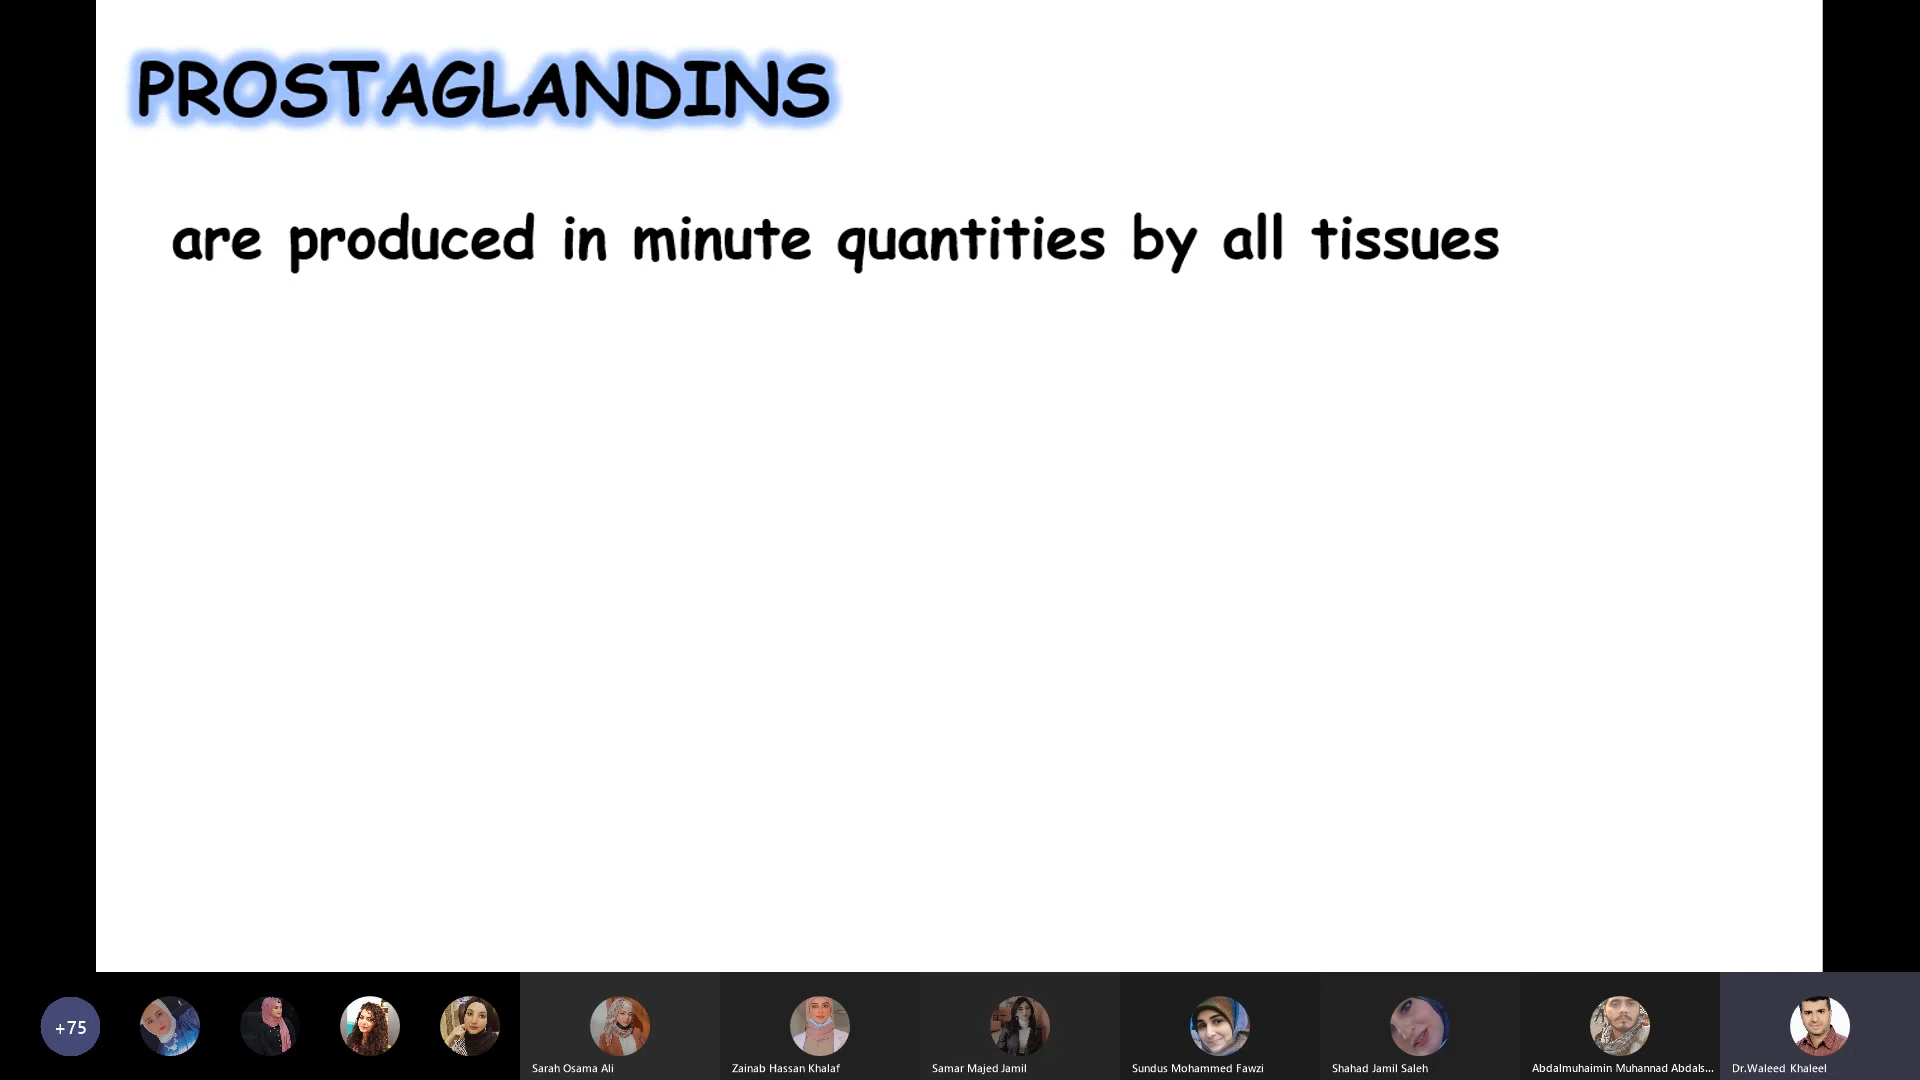 PROSTAGLANDINS
are produced in minute quantities by all tissues
+75
Sarah Osama Ali
Zainab Hassan Khalaf
Samar Majed Jamil
Sundus Mohammed Fawzi
Shahad Jamil Saleh
Abdalmuhaimin Muhannad Abdals...
Dr.Waleed Khaleel